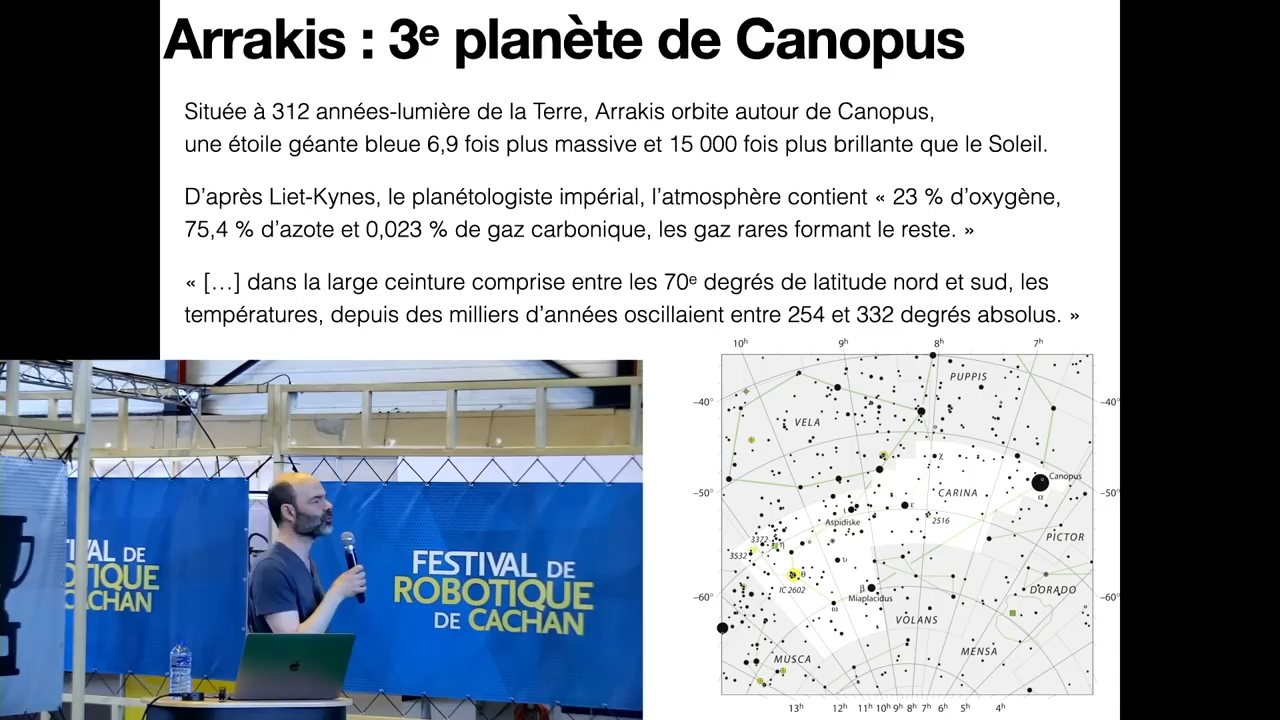 Arrakis : 3ᵉ planète de Canopus
Située à 312 années-lumière de la Terre, Arrakis orbite autour de Canopus,
une étoile géante bleue 6,9 fois plus massive et 15 000 fois plus brillante que le Soleil.
D’après Liet-Kynes, le planétologiste impérial, l’atmosphère contient « 23 % d’oxygène,
75,4 % d’azote et 0,023 % de gaz carbonique, les gaz rares formant le reste. »
« […] dans la large ceinture comprise entre les 70ᵉ degrés de latitude nord et sud, les
températures, depuis des milliers d’années oscillaient entre 254 et 332 degrés absolus. »
TIVAL DE
OTIQUE
CACHAN
FESTIVAL DE
ROBOTIQUE
DE CACHAN
10ʰ 9ʰ 8ʰ 7ʰ
PUPPIS
–40° –40°
VELA
χ
Canopus
α
–50° CARINA –50°
ε
ι
Aspidiske 2516
PICTOR
3372 η
3532
υ
θ
IC 2602
β
Miaplacidus
DORADO
–60° –60°
ω
VOLANS
MENSA
MUSCA
13ʰ 12ʰ 11ʰ 10ʰ 9ʰ 8ʰ 7ʰ 6ʰ 5ʰ 4ʰ